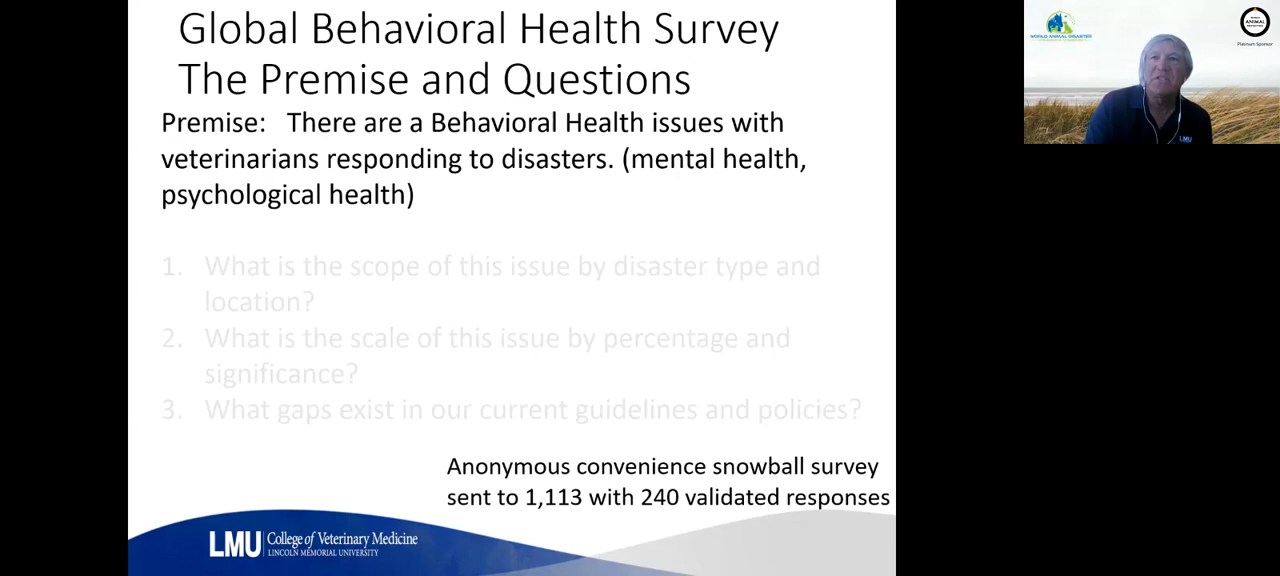 Global Behavioral Health Survey
The Premise and Questions
Premise: There are a Behavioral Health issues with
veterinarians responding to disasters. (mental health,
psychological health)
1. What is the scope of this issue by disaster type and
location?
2. What is the scale of this issue by percentage and
significance?
3. What gaps exist in our current guidelines and policies?
Anonymous convenience snowball survey
sent to 1,113 with 240 validated responses
LMU College of Veterinary Medicine
LINCOLN MEMORIAL UNIVERSITY
WORLD ANIMAL DISASTER
WORLD
ANIMAL
PROTECTION
Platinum Sponsor
LMU